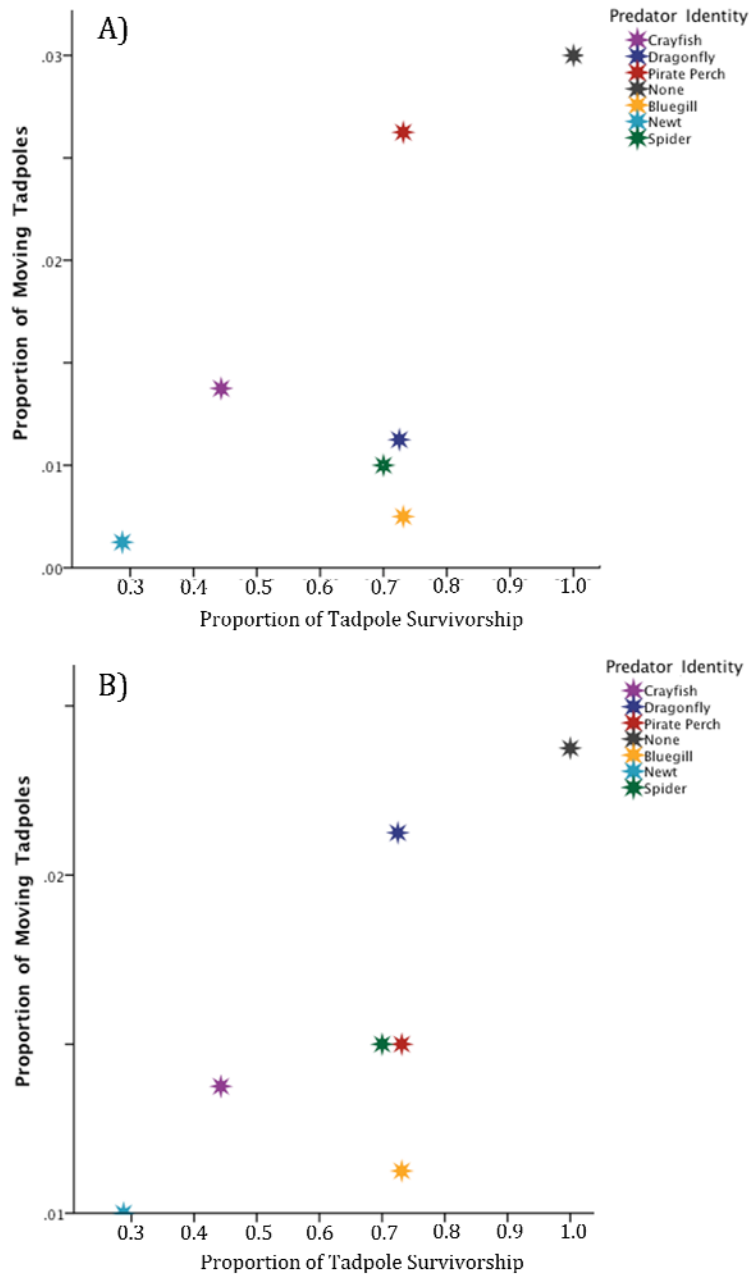 A)
Predator Identity
Crayfish
Dragonfly
Pirate Perch
None
Bluegill
Newt
Spider
Proportion of Moving Tadpoles
.03
.02
.01
.00
0.3 0.4 0.5 0.6 0.7 0.8 0.9 1.0
Proportion of Tadpole Survivorship
B)
Predator Identity
Crayfish
Dragonfly
Pirate Perch
None
Bluegill
Newt
Spider
Proportion of Moving Tadpoles
.02
.01
0.3 0.4 0.5 0.6 0.7 0.8 0.9 1.0
Proportion of Tadpole Survivorship